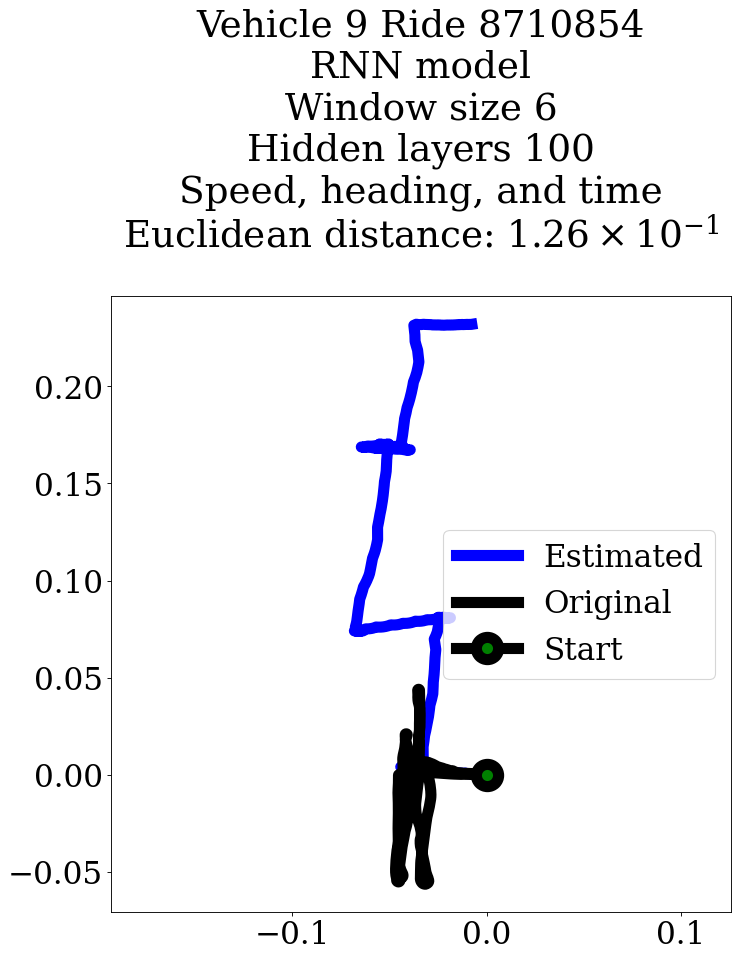 Vehicle 9 Ride 8710854
RNN model
Window size 6
Hidden layers 100
Speed, heading, and time
Euclidean distance: 1.26 × 10⁻¹
0.20
0.15
0.10
0.05
0.00
−0.05
Estimated
Original
Start
−0.1
0.0
0.1